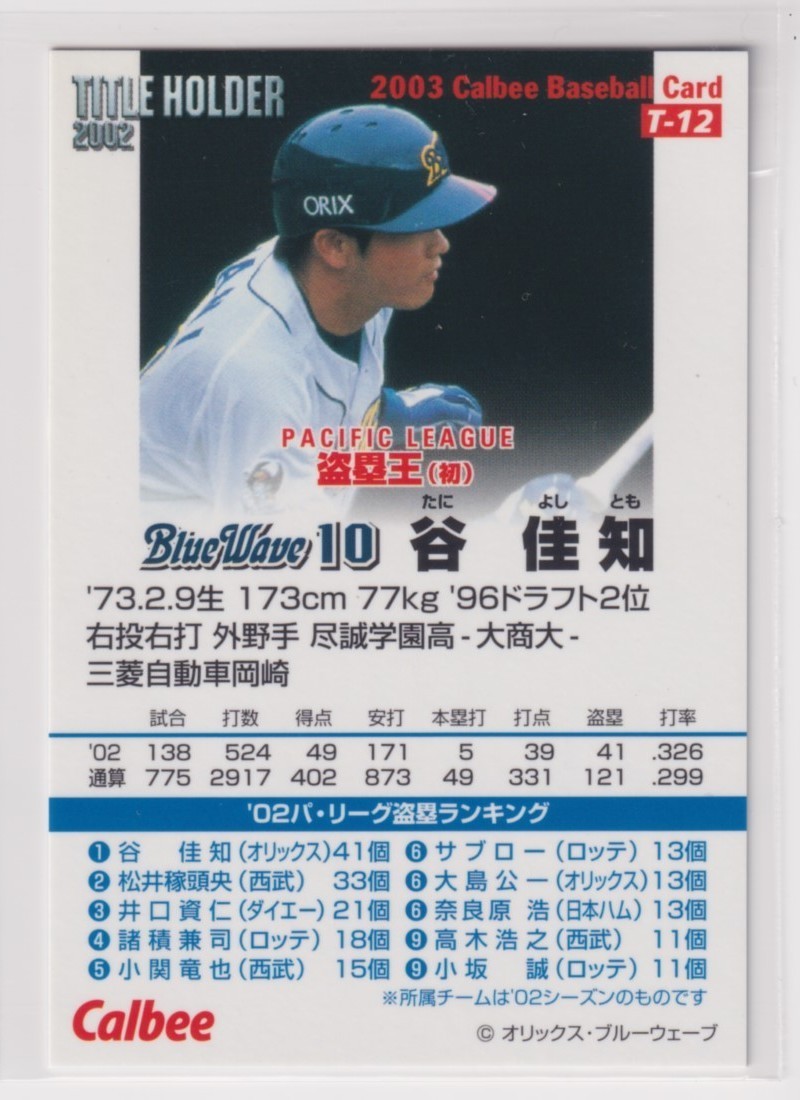 TITLE HOLDER
2002
2003 Calbee Baseball Card
T-12
ORIX
PACIFIC LEAGUE
盗塁王(初)
たに よし とも
BlueWave 10 谷 佳知
'73.2.9生 173cm 77kg '96ドラフト2位
右投右打 外野手 尽誠学園高-大商大-
三菱自動車岡崎
試合 打数 得点 安打 本塁打 打点 盗塁 打率
'02 138 524 49 171 5 39 41 .326
通算 775 2917 402 873 49 331 121 .299
'02パ・リーグ盗塁ランキング
❶谷 佳知(オリックス)41個 ❻サブロー(ロッテ)13個
❷松井稼頭央(西武) 33個 ❻大島公一(オリックス)13個
❸井口資仁(ダイエー)21個 ❻奈良原 浩(日本ハム)13個
❹諸積兼司(ロッテ)18個 ❾高木浩之(西武) 11個
❺小関竜也(西武) 15個 ❾小坂 誠(ロッテ)11個
※所属チームは'02シーズンのものです
Calbee
© オリックス・ブルーウェーブ